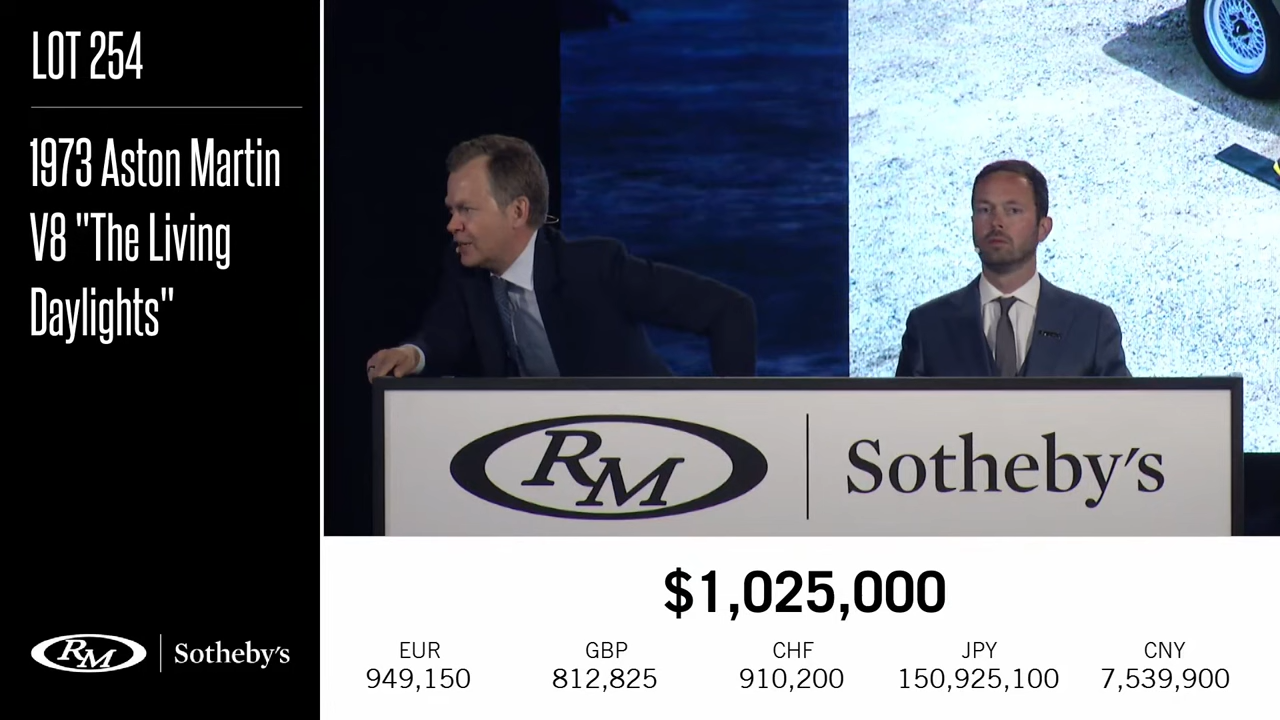 LOT 254
1973 Aston Martin
V8 "The Living
Daylights"
RM | Sotheby's
RM | Sotheby's
$1,025,000
EUR GBP CHF JPY CNY
949,150 812,825 910,200 150,925,100 7,539,900